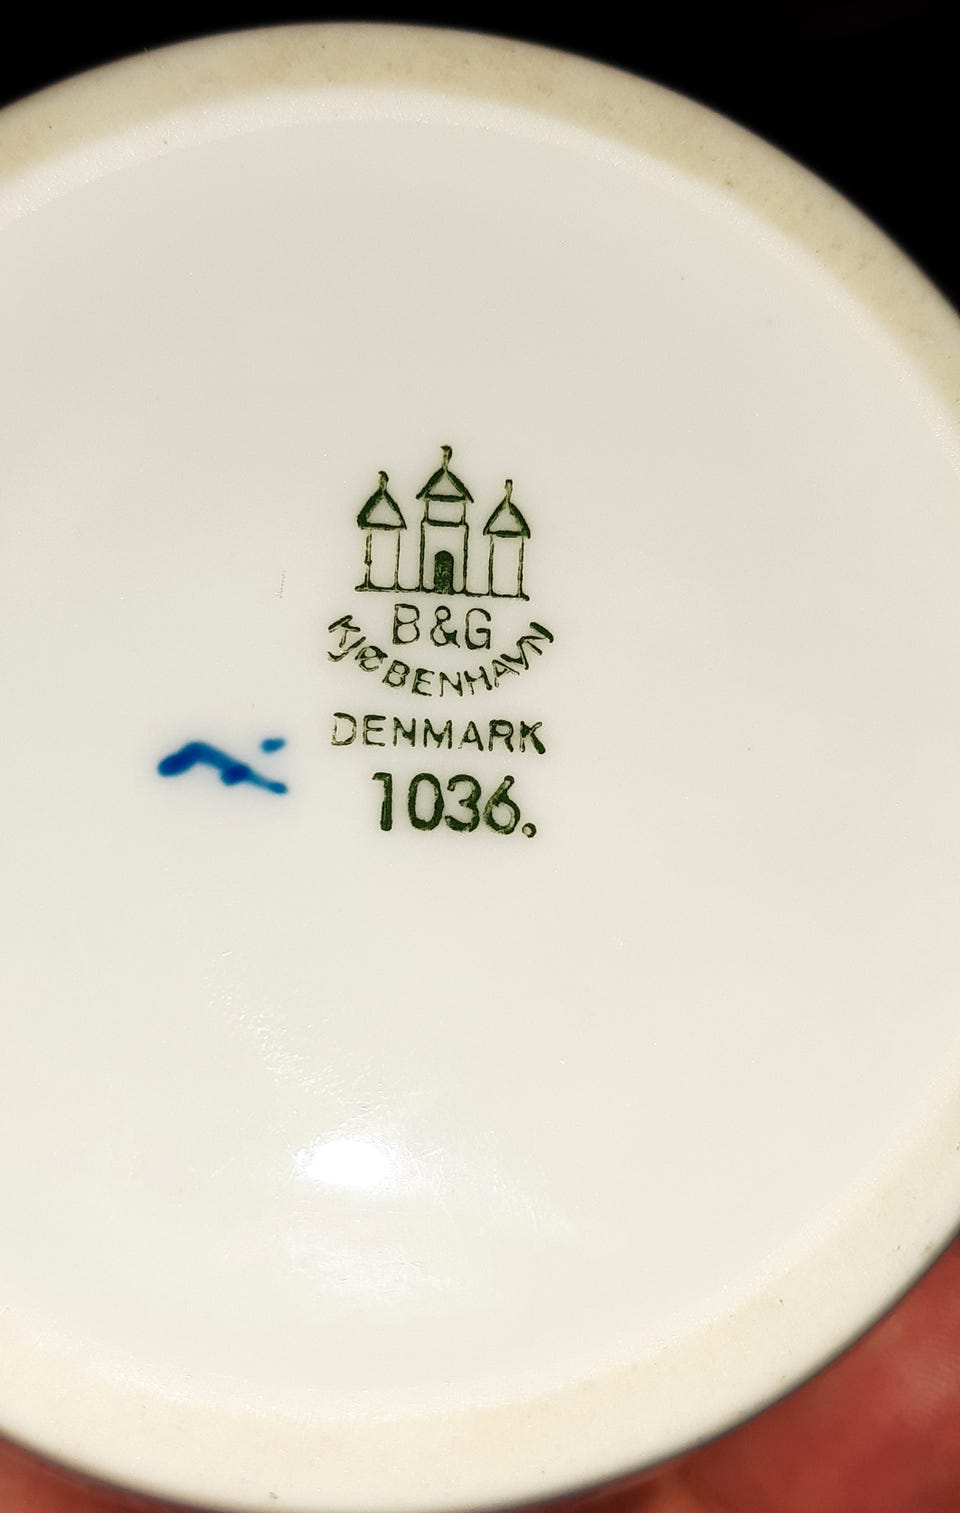 B&G
KJØBENHAVN
DENMARK
1036.